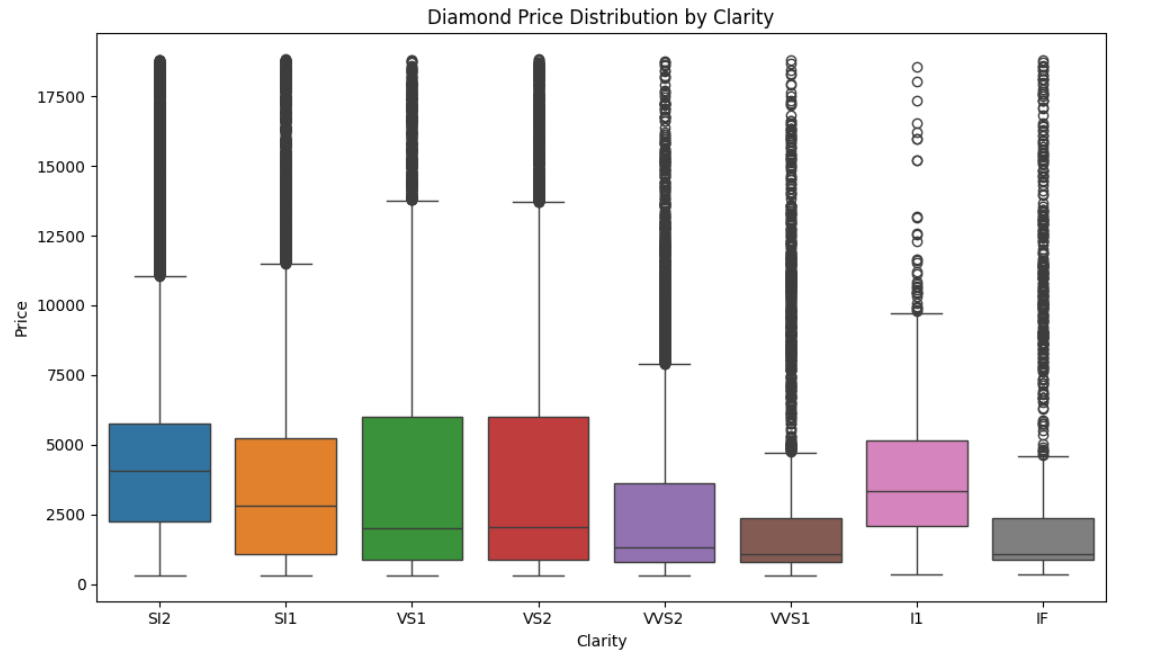 Diamond Price Distribution by Clarity
17500
15000
12500
10000
7500
5000
2500
0
Price
SI2 SI1 VS1 VS2 VVS2 VVS1 I1 IF
Clarity